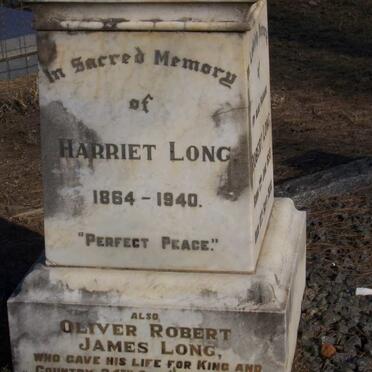 In Sacred Memory
of
HARRIET LONG
1864 - 1940.
"PERFECT PEACE."
ALSO
OLIVER ROBERT
JAMES LONG,
WHO GAVE HIS LIFE FOR KING AND
COUNTRY